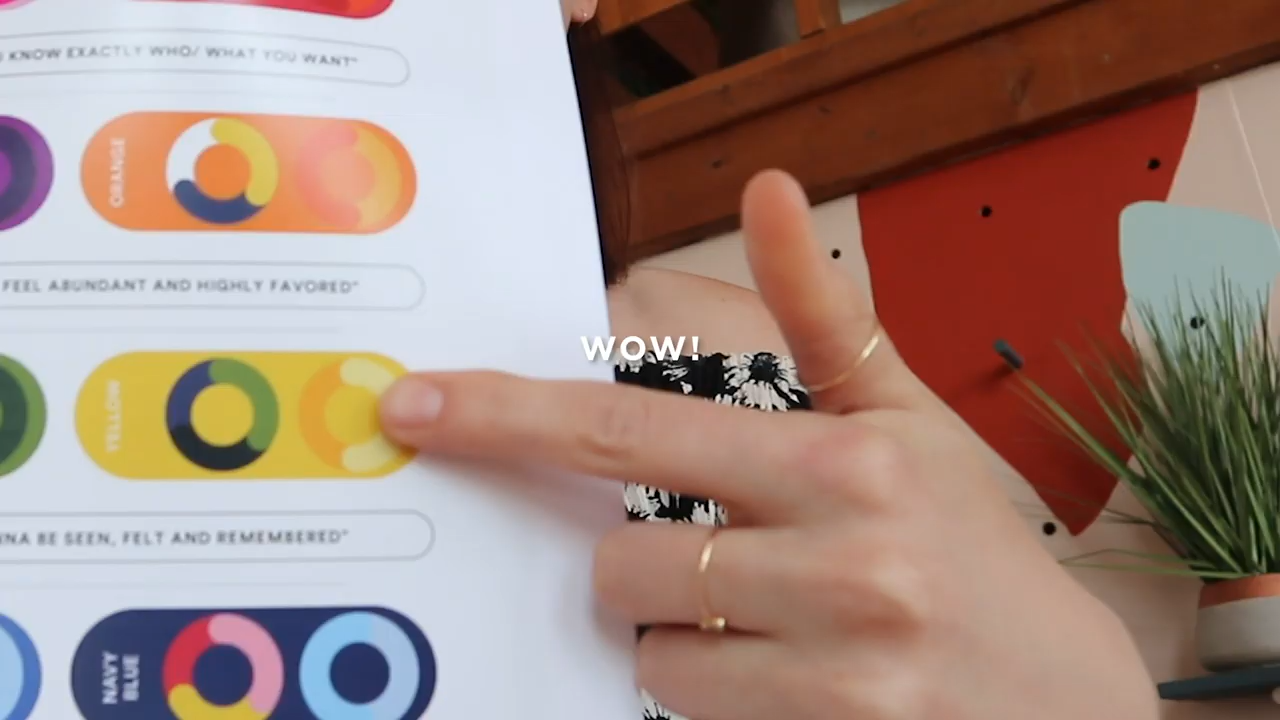 KNOW EXACTLY WHO/ WHAT YOU WANT"
ORANGE
FEEL ABUNDANT AND HIGHLY FAVORED"
WOW!
YELLOW
BE SEEN, FELT AND REMEMBERED"
NAVY
BLUE